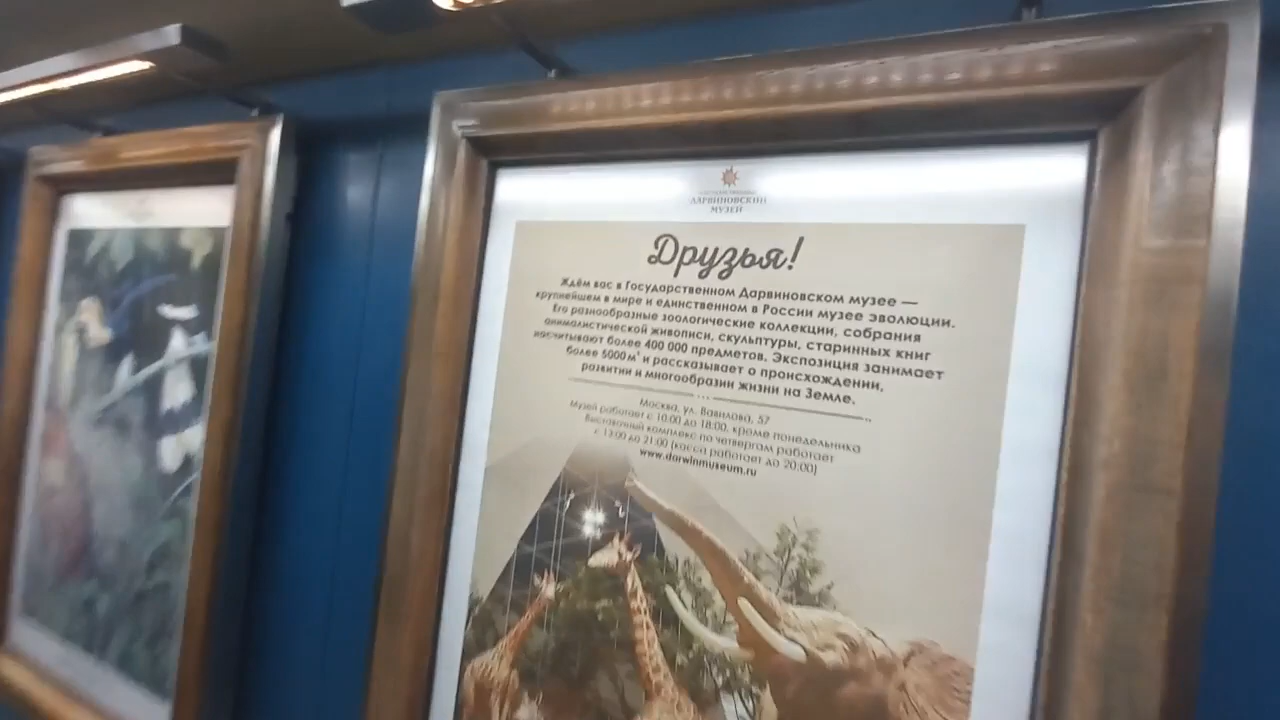 ГОСУДАРСТВЕННЫЙ
ДАРВИНОВСКИЙ
МУЗЕЙ
Друзья!
Ждём вас в Государственном Дарвиновском музее —
крупнейшем в мире и единственном в России музее эволюции.
Его разнообразные зоологические коллекции, собрания
анималистической живописи, скульптуры, старинных книг
насчитывают более 400 000 предметов. Экспозиция занимает
более 5000 м² и рассказывает о происхождении,
развитии и многообразии жизни на Земле.
Москва, ул. Вавилова, 57
Музей работает с 10:00 до 18:00, кроме понедельника
Выставочный комплекс по четвергам работает
с 13:00 до 21:00 (касса работает до 20:00)
www.darwinmuseum.ru